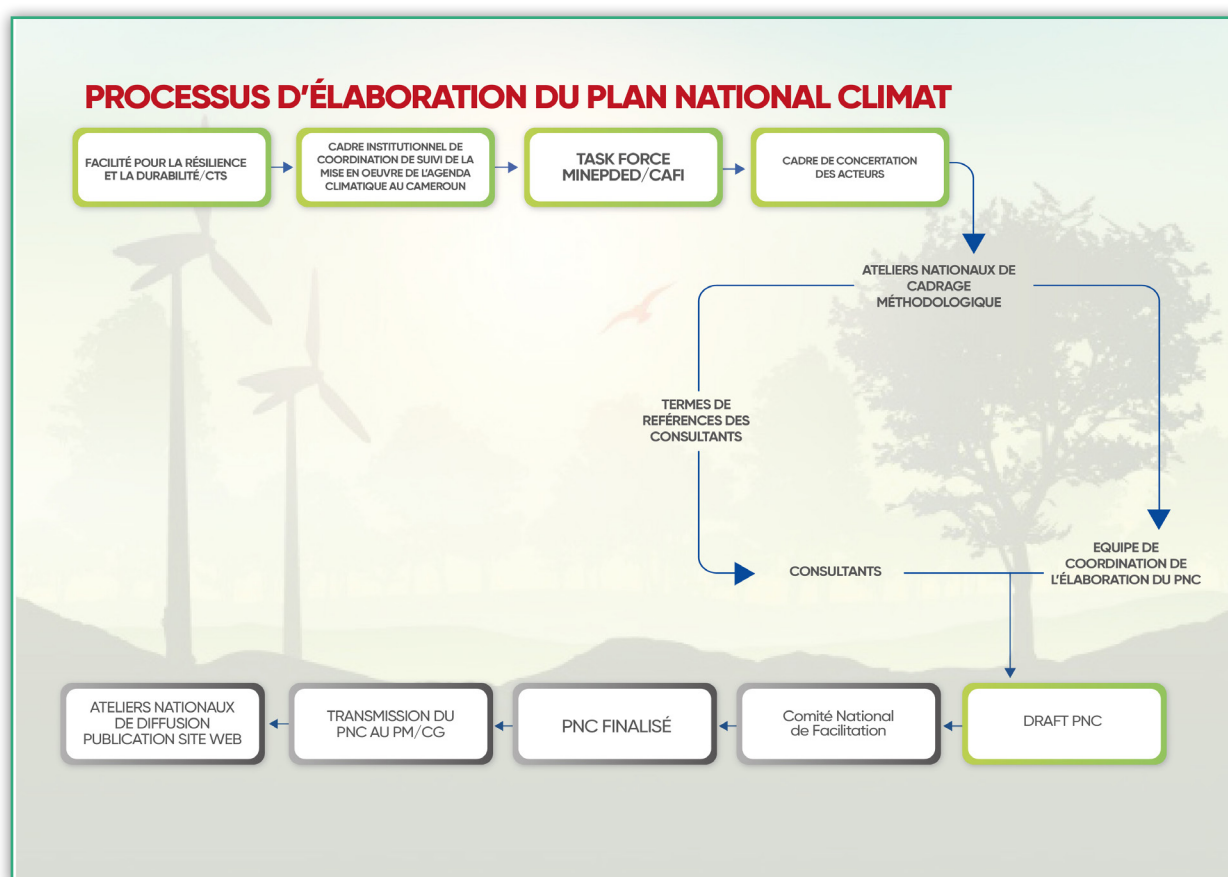 PROCESSUS D'ÉLABORATION DU PLAN NATIONAL CLIMAT
FACILITÉ POUR LA RÉSILIENCE
ET LA DURABILITÉ/CTS
CADRE INSTITUTIONNEL DE
COORDINATION DE SUIVI DE LA
MISE EN OEUVRE DE L'AGENDA
CLIMATIQUE AU CAMEROUN
TASK FORCE
MINEPDED/CAFI
CADRE DE CONCERTATION
DES ACTEURS
ATELIERS NATIONAUX DE
CADRAGE
MÉTHODOLOGIQUE
TERMES DE
REFÉRENCES DES
CONSULTANTS
CONSULTANTS
EQUIPE DE
COORDINATION DE
L'ÉLABORATION DU PNC
DRAFT PNC
Comité National
de Facilitation
PNC FINALISÉ
TRANSMISSION DU
PNC AU PM/CG
ATELIERS NATIONAUX
DE DIFFUSION
PUBLICATION SITE WEB